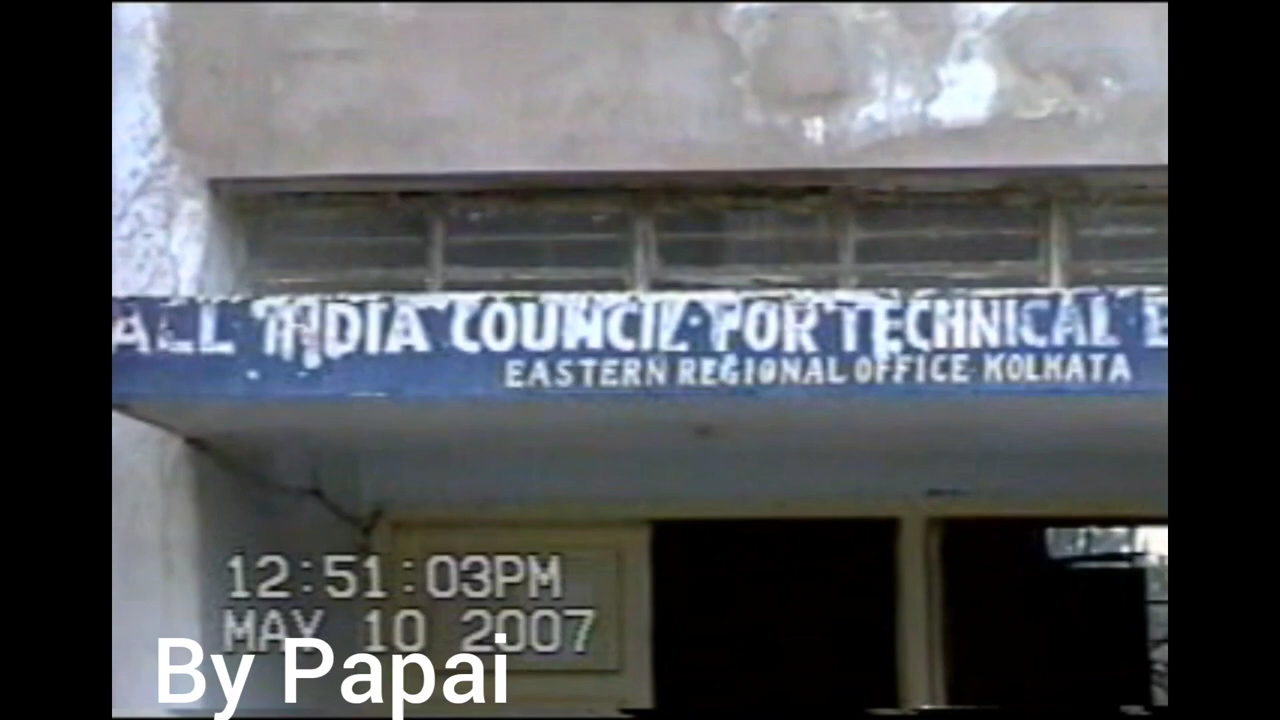 ALL INDIA COUNCIL FOR TECHNICAL E
EASTERN REGIONAL OFFICE KOLKATA
12:51:03PM
MAY 10 2007
By Papai